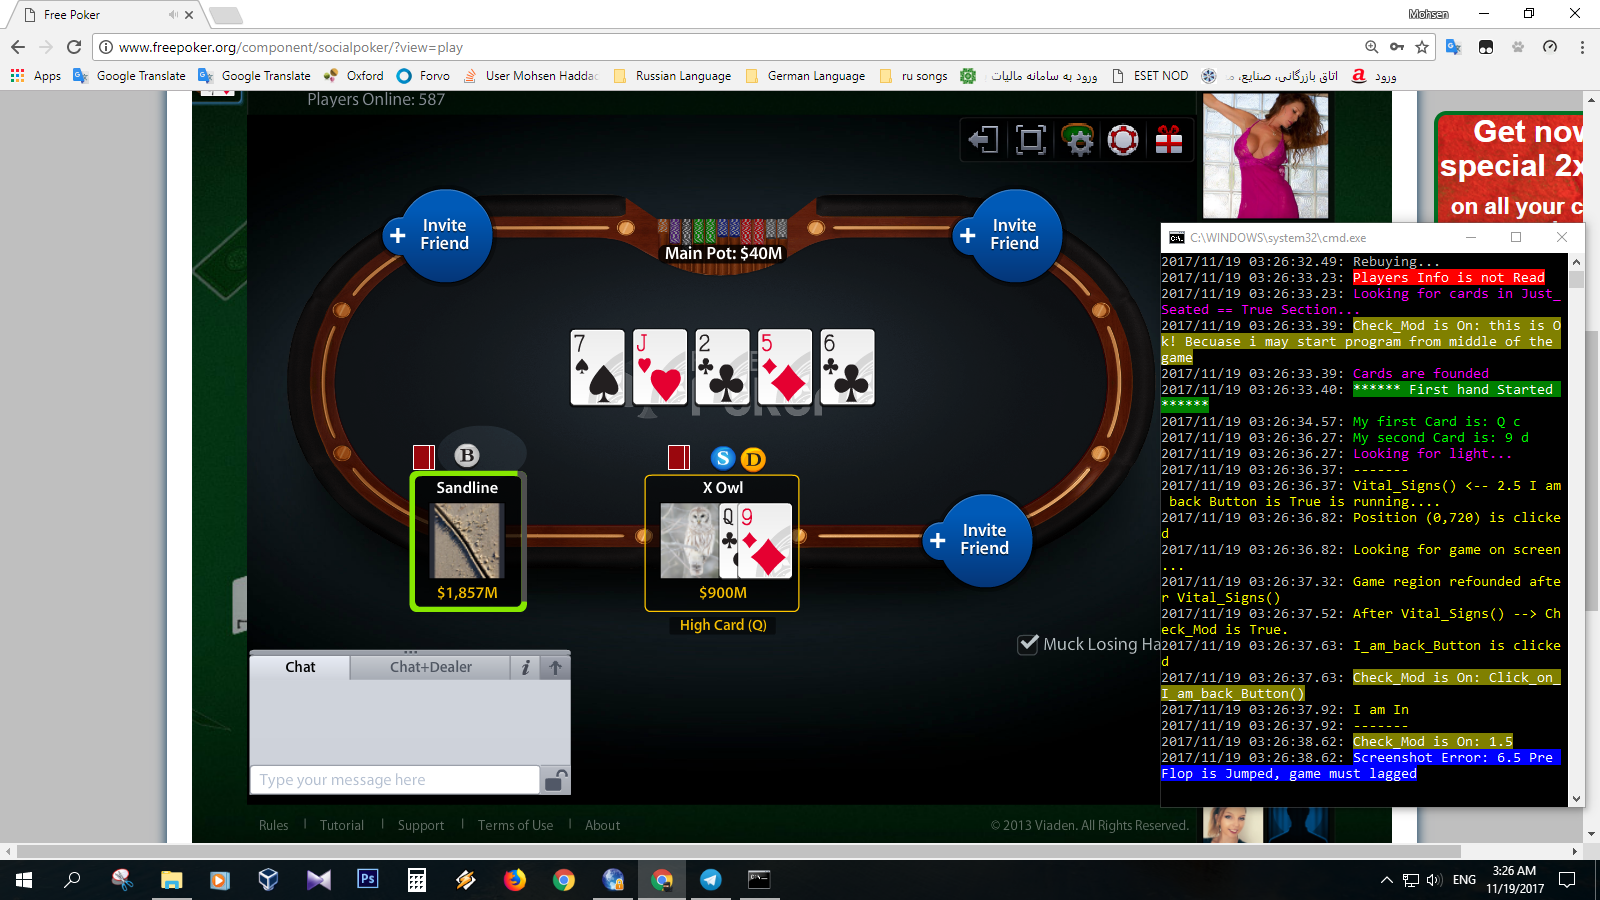 Free Poker
Mohsen
www.freepoker.org/component/socialpoker/?view=play
Apps
Google Translate
Google Translate
Oxford
Forvo
User Mohsen Haddad
Russian Language
German Language
ru songs
ورود به سامانه مالیات
ESET NOD
اتاق بازرگانی، صنایع، م
ورود
Players Online: 587
Get now
special 2x
on all your c
Invite
Friend
Invite
Friend
Main Pot: $40M
7
J
2
5
6
Poker
B
S D
Sandline
X Owl
Q 9
$1,857M
$900M
High Card (Q)
Invite
Friend
Muck Losing Ha
Chat
Chat+Dealer
i
Type your message here
Rules | Tutorial | Support | Terms of Use | About
© 2013 Viaden. All Rights Reserved.
C:\WINDOWS\system32\cmd.exe
2017/11/19 03:26:32.49: Rebuying...
2017/11/19 03:26:33.23: Players Info is not Read
2017/11/19 03:26:33.23: Looking for cards in Just_
Seated == True Section...
2017/11/19 03:26:33.39: Check_Mod is On: this is O
k! Becuase i may start program from middle of the
game
2017/11/19 03:26:33.39: Cards are founded
2017/11/19 03:26:33.40: ****** First hand Started
******
2017/11/19 03:26:34.57: My first Card is: Q c
2017/11/19 03:26:36.27: My second Card is: 9 d
2017/11/19 03:26:36.27: Looking for light...
2017/11/19 03:26:36.37: -------
2017/11/19 03:26:36.37: Vital_Signs() <-- 2.5 I am
back Button is True is running....
2017/11/19 03:26:36.82: Position (0,720) is clicke
d
2017/11/19 03:26:36.82: Looking for game on screen
...
2017/11/19 03:26:37.32: Game region refounded afte
r Vital_Signs()
2017/11/19 03:26:37.52: After Vital_Signs() --> Ch
eck_Mod is True.
2017/11/19 03:26:37.63: I_am_back_Button is clicke
d
2017/11/19 03:26:37.63: Check_Mod is On: Click_on_
I_am_back_Button()
2017/11/19 03:26:37.92: I am In
2017/11/19 03:26:37.92: -------
2017/11/19 03:26:38.62: Check_Mod is On: 1.5
2017/11/19 03:26:38.62: Screenshot Error: 6.5 Pre
Flop is Jumped, game must lagged
Ps
ENG
3:26 AM
11/19/2017